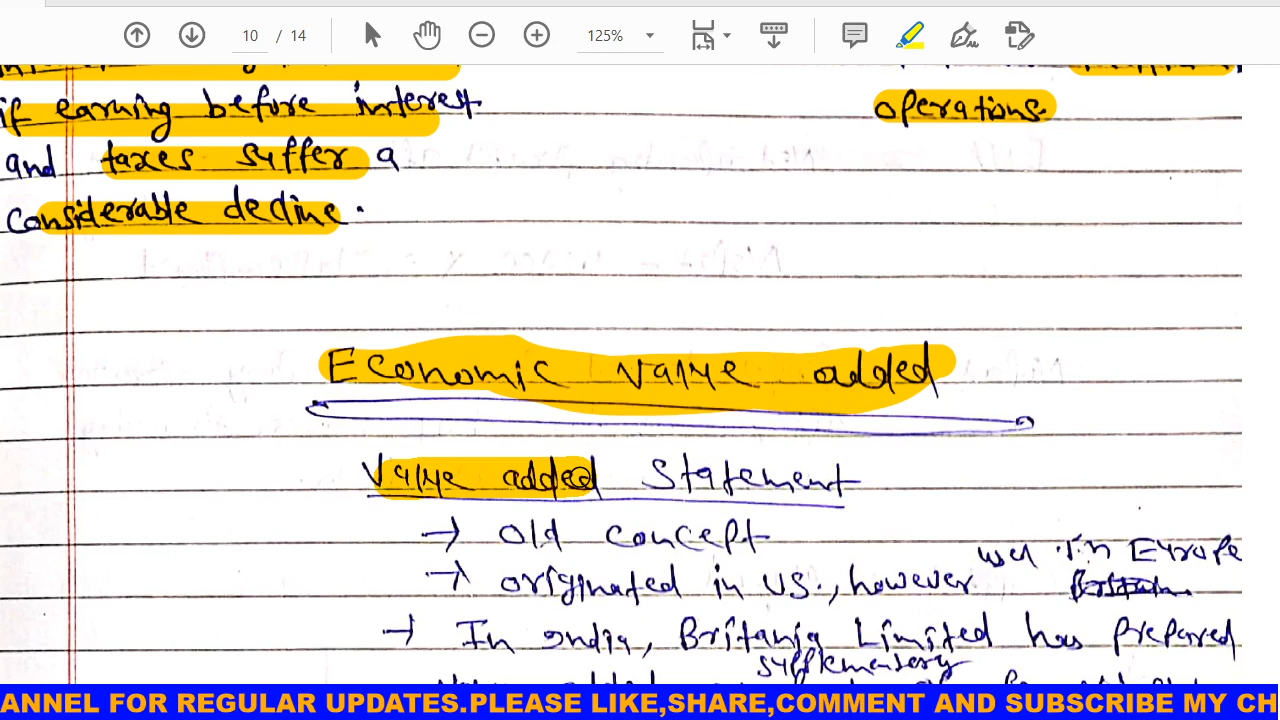 10 / 14 125%
if earning before interest
operations.
and taxes suffer a
considerable decline.
Economic Value added
Value added Statement
→ Old concept
→ originated in US., however used in Europe
→ In India, Britania Limited has prepared
supplementary
ANNEL FOR REGULAR UPDATES.PLEASE LIKE,SHARE,COMMENT AND SUBSCRIBE MY CH